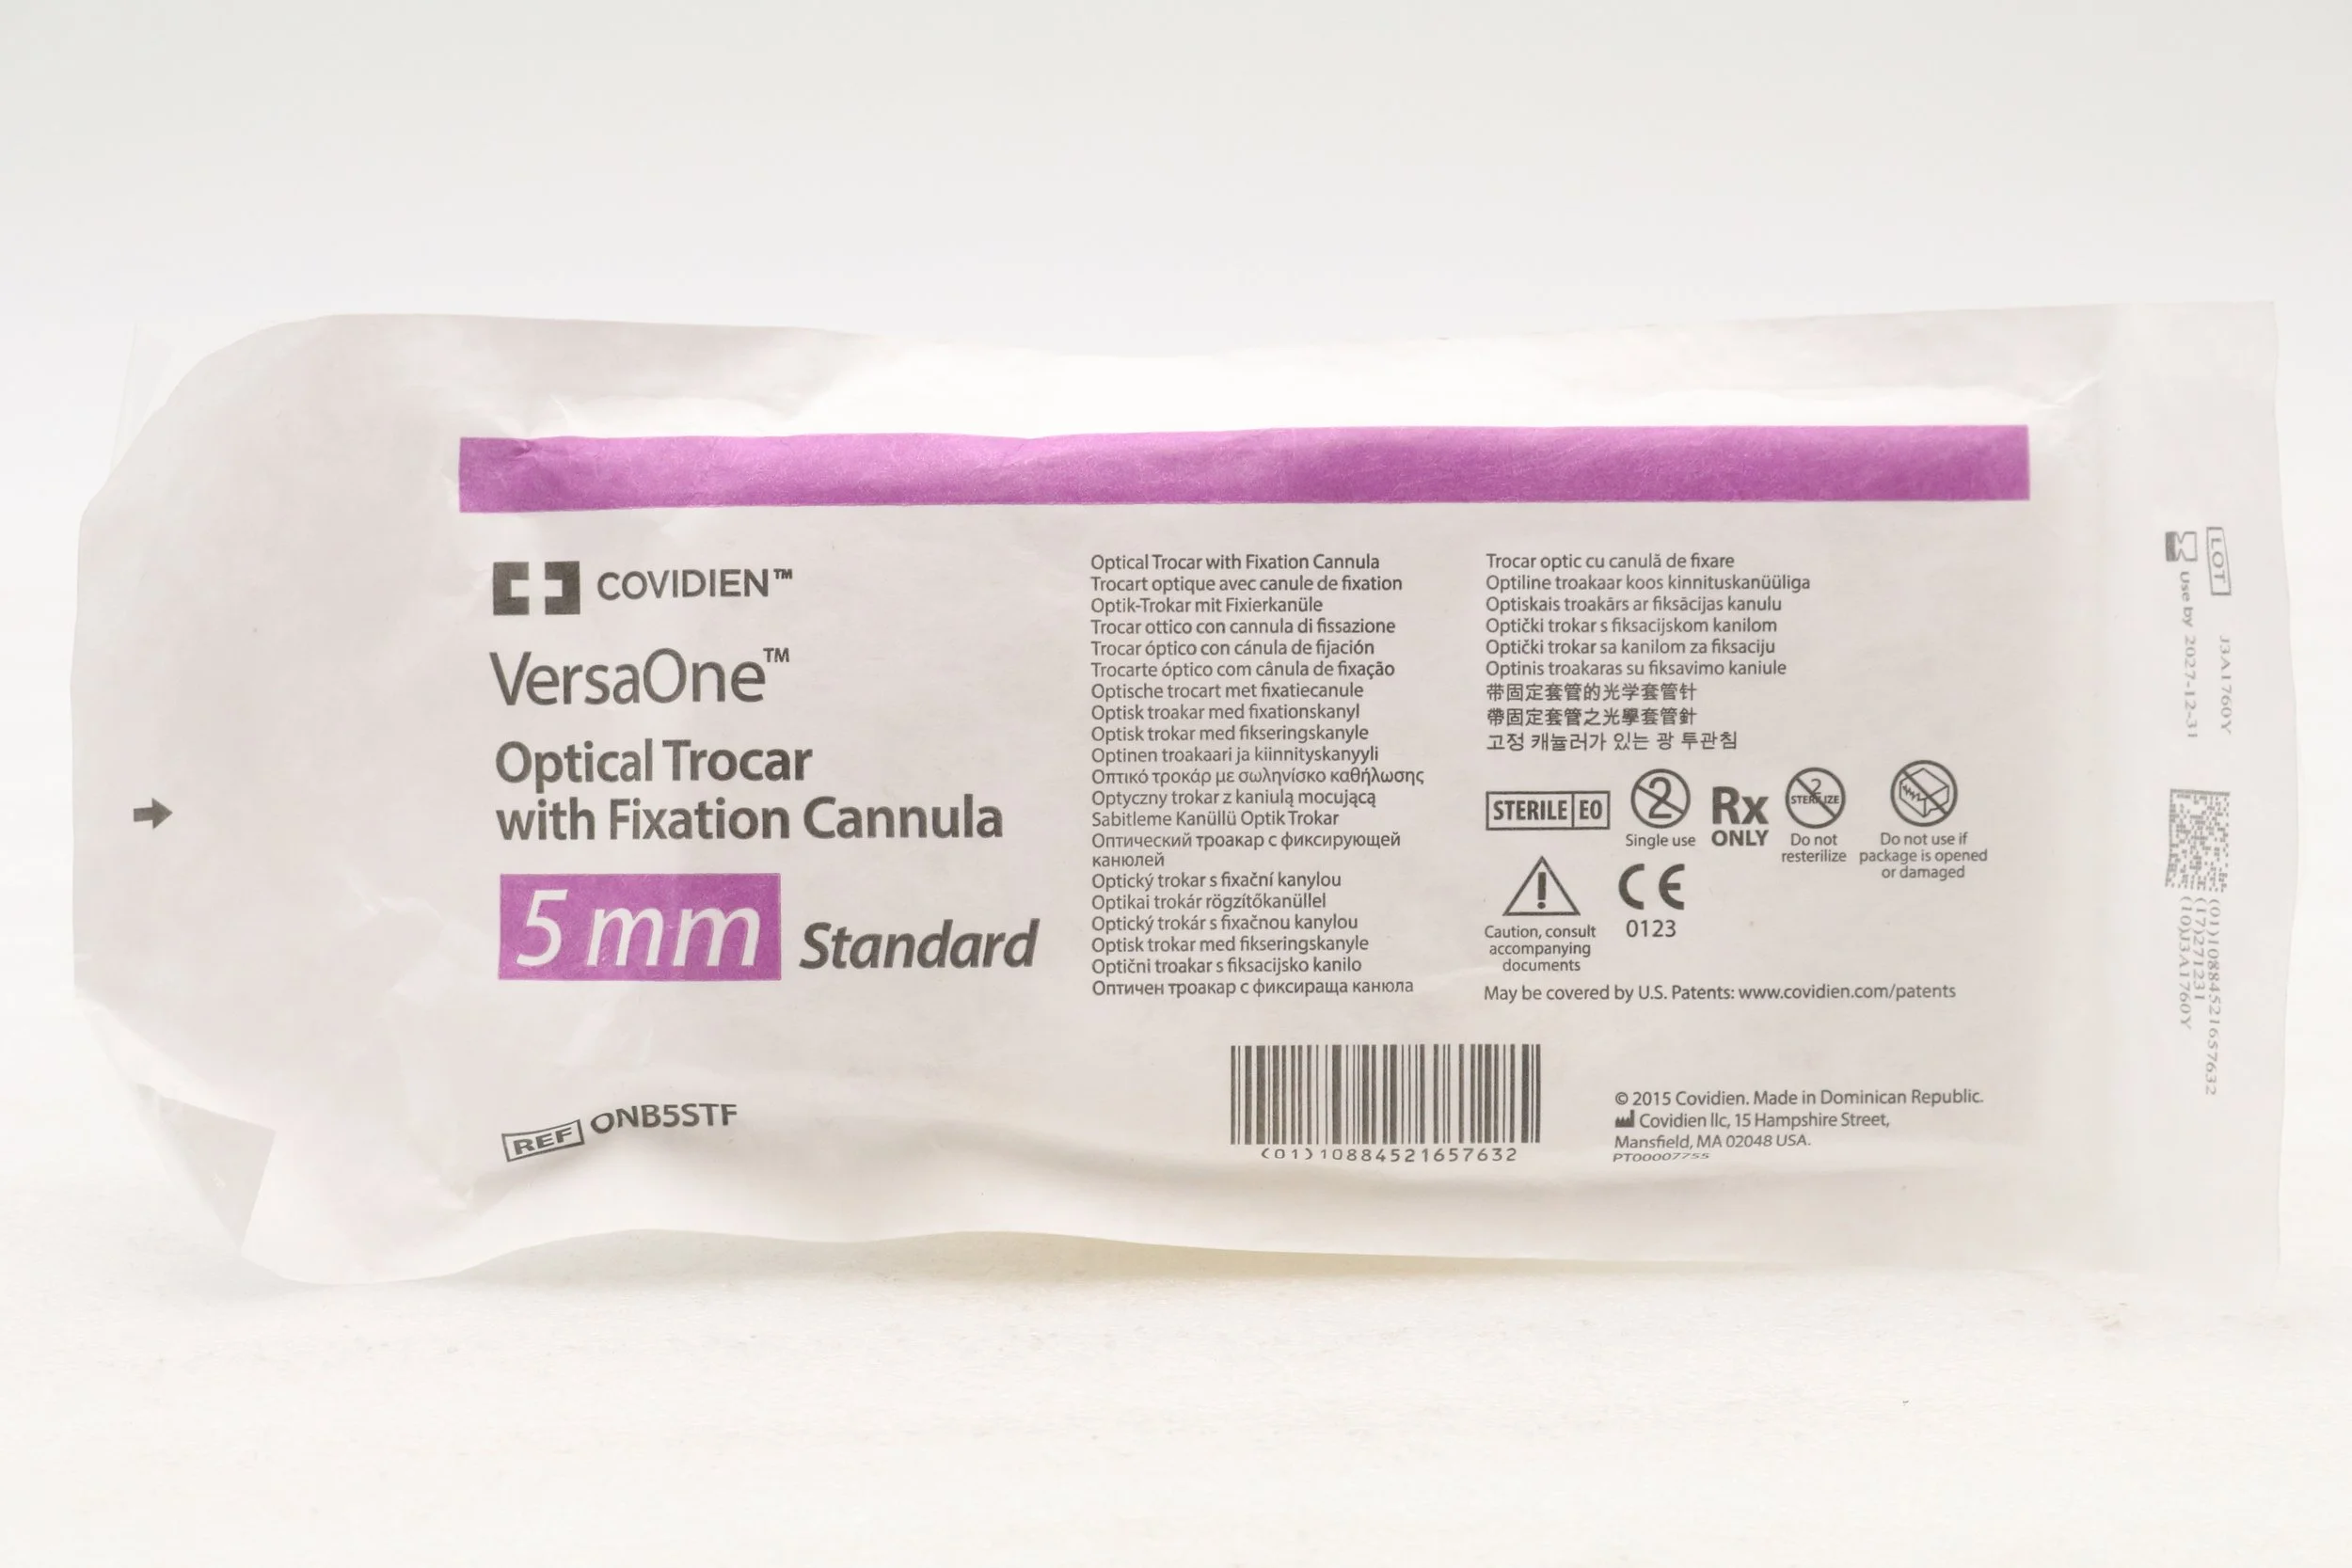 COVIDIEN™
VersaOne™
Optical Trocar
with Fixation Cannula
5 mm Standard
REF ONB5STF
Optical Trocar with Fixation Cannula
Trocart optique avec canule de fixation
Optik-Trokar mit Fixierkanüle
Trocar ottico con cannula di fissazione
Trocar óptico con cánula de fijación
Trocarte óptico com cânula de fixação
Optische trocart met fixatiecanule
Optisk troakar med fixationskanyl
Optisk trokar med fikseringskanyle
Optinen troakaari ja kiinnityskanyyli
Οπτικό τροκάρ με σωληνίσκο καθήλωσης
Optyczny trokar z kaniulą mocującą
Sabitleme Kanüllü Optik Trokar
Оптический троакар с фиксирующей
канюлей
Optický trokar s fixační kanylou
Optikai trokár rögzítőkanüllel
Optický trokár s fixačnou kanylou
Optisk trokar med fikseringskanyle
Optični troakar s fiksacijsko kanilo
Оптичен троакар с фиксираща канюла
Trocar optic cu canulă de fixare
Optiline troakaar koos kinnituskanüüliga
Optiskais troakārs ar fiksācijas kanulu
Optički trokar s fiksacijskom kanilom
Optički trokar sa kanilom za fiksaciju
Optinis troakaras su fiksavimo kaniule
带固定套管的光学套管针
帶固定套管之光學套管針
고정 캐뉼러가 있는 광 투관침
STERILE EO
2
Single use
Rx
ONLY
2
STERILIZE
Do not
resterilize
Do not use if
package is opened
or damaged
!
Caution, consult
accompanying
documents
CE
0123
May be covered by U.S. Patents: www.covidien.com/patents
(01)10884521657632
© 2015 Covidien. Made in Dominican Republic.
Covidien llc, 15 Hampshire Street,
Mansfield, MA 02048 USA.
PT00007755
LOT J3A1760Y
Use by 2027-12-31
(01)10884521657632
(17)271231
(10)J3A1760Y